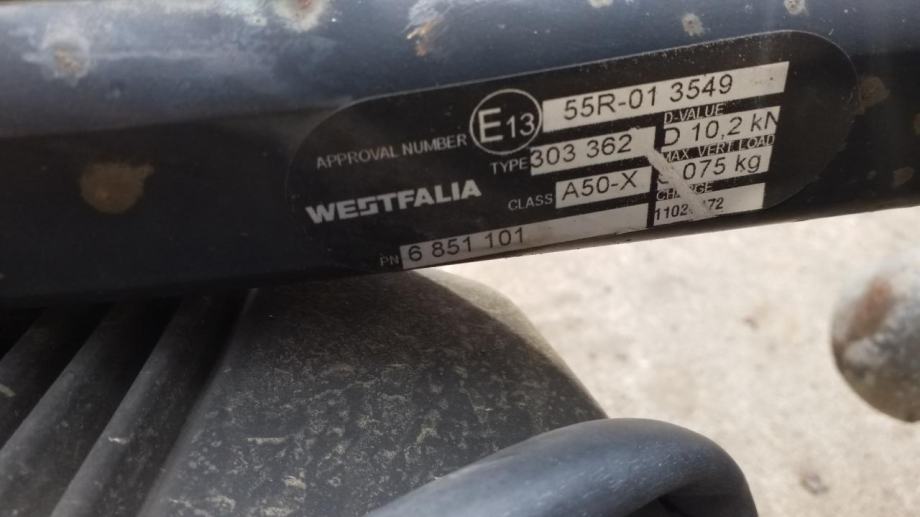 APPROVAL NUMBER E13 55R-01 3549
TYPE 303 362
D-VALUE
D 10,2 kN
MAX. VERT. LOAD
S 075 kg
WESTFALIA
CLASS A50-X
CHARGE
PN 6 851 101